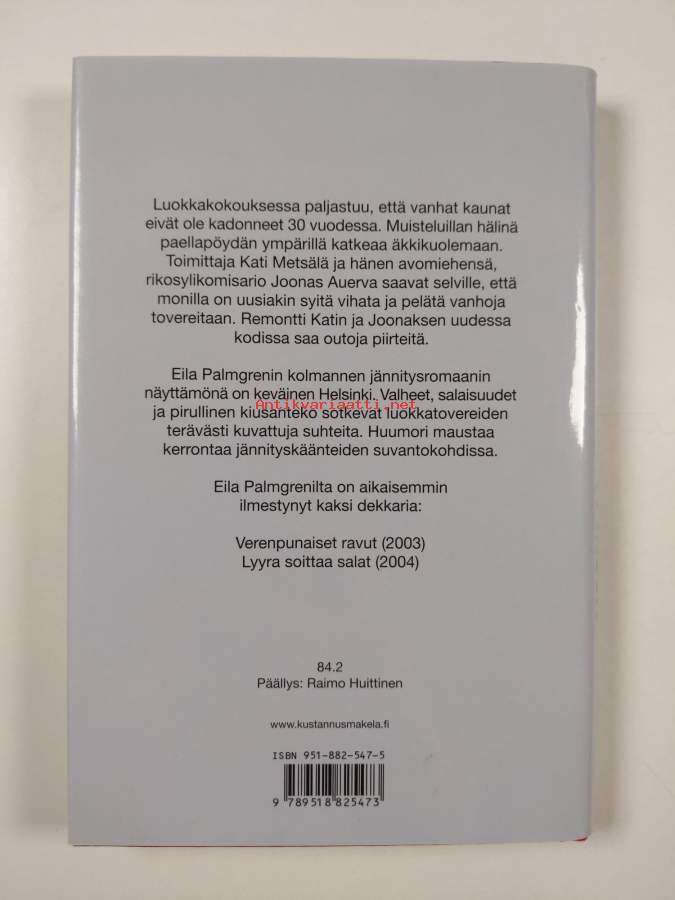 Luokkakokouksessa paljastuu, että vanhat kaunat
eivät ole kadonneet 30 vuodessa. Muisteluillan hälinä
paellapöydän ympärillä katkeaa äkkikuolemaan.
Toimittaja Kati Metsälä ja hänen avomiehensä,
rikosylikomisario Joonas Auerva saavat selville, että
monilla on uusiakin syitä vihata ja pelätä vanhoja
tovereitaan. Remontti Katin ja Joonaksen uudessa
kodissa saa outoja piirteitä.
Eila Palmgrenin kolmannen jännitysromaanin
näyttämönä on keväinen Helsinki. Valheet, salaisuudet
Antikvariaatti.net
ja pirullinen kiusanteko sotkevat luokkatovereiden
terävästi kuvattuja suhteita. Huumori maustaa
kerrontaa jännityskäänteiden suvantokohdissa.
Eila Palmgrenilta on aikaisemmin
ilmestynyt kaksi dekkaria:
Verenpunaiset ravut (2003)
Lyyra soittaa salat (2004)
84.2
Päällys: Raimo Huittinen
www.kustannusmakela.fi
ISBN 951-882-547-5
9 789518 825473